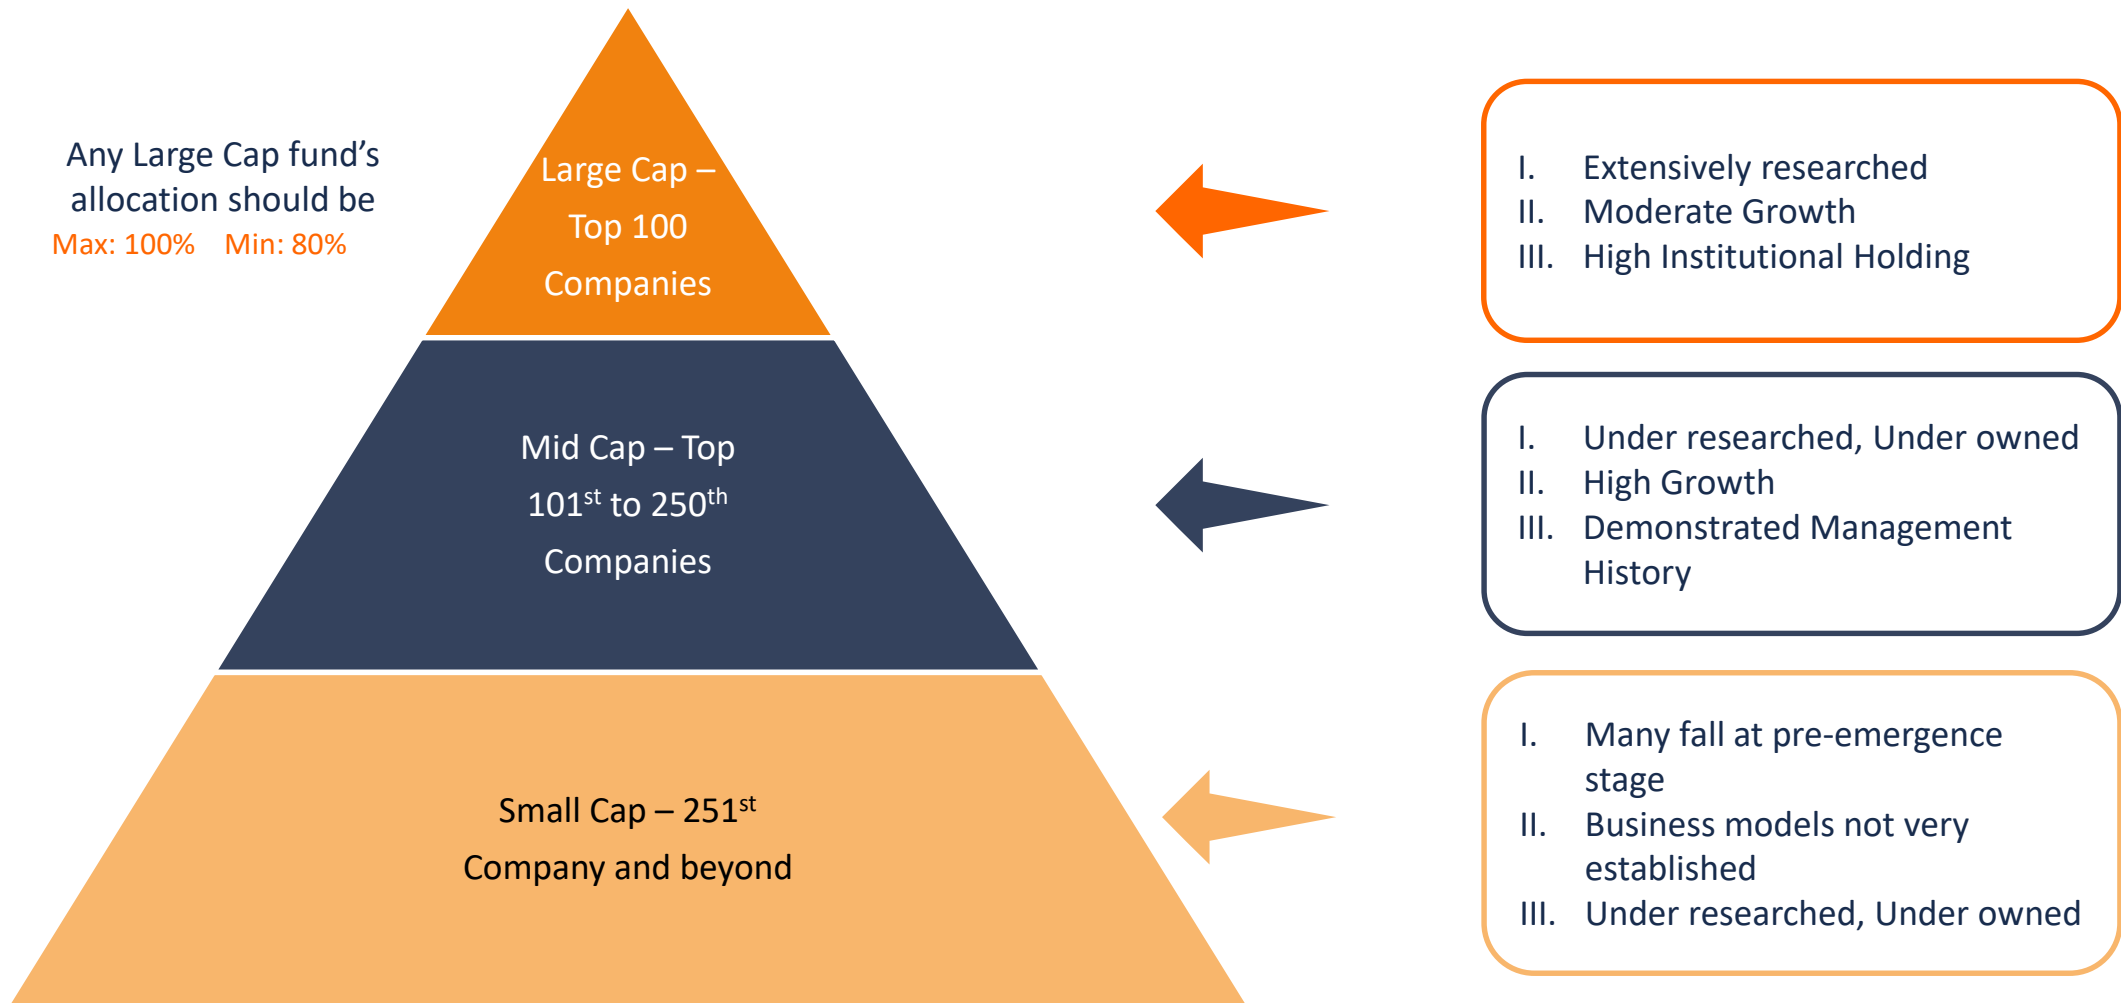 Any Large Cap fund’s
allocation should be
Max: 100% Min: 80%
Large Cap –
Top 100
Companies
I. Extensively researched
II. Moderate Growth
III. High Institutional Holding
Mid Cap – Top
101st to 250th
Companies
I. Under researched, Under owned
II. High Growth
III. Demonstrated Management
History
Small Cap – 251st
Company and beyond
I. Many fall at pre-emergence
stage
II. Business models not very
established
III. Under researched, Under owned